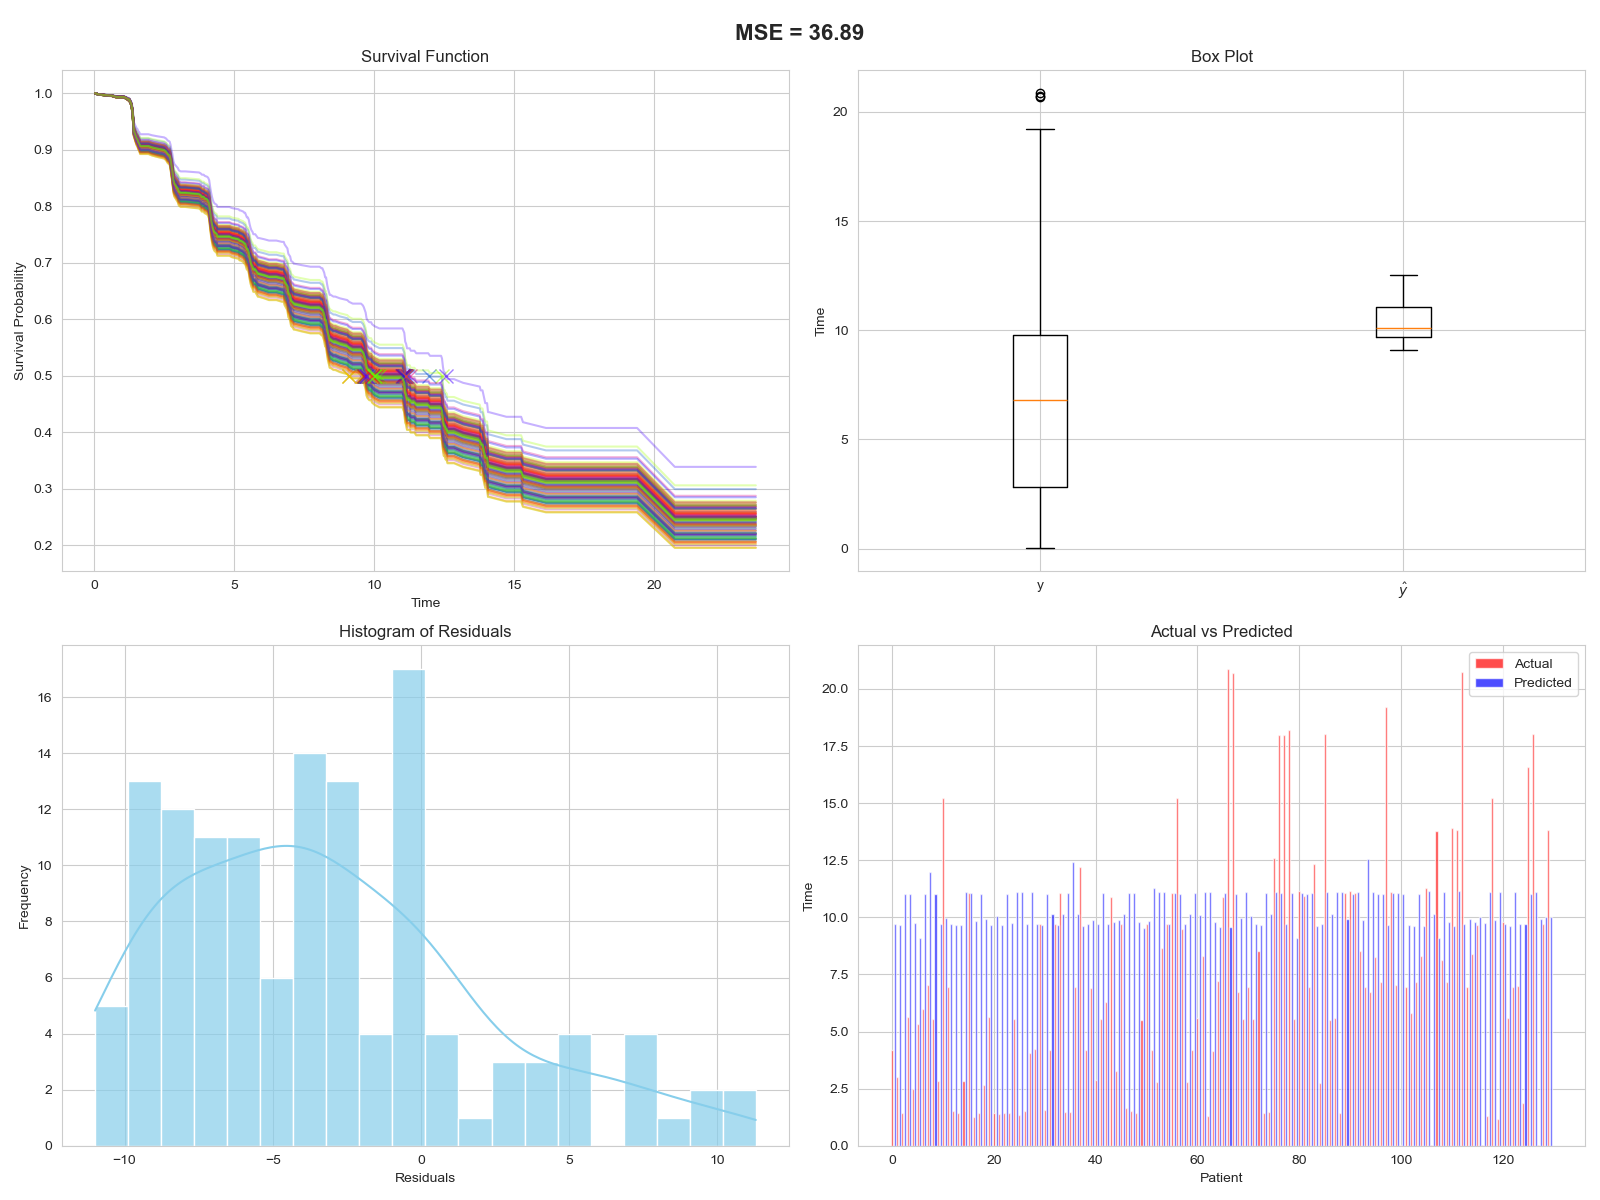 MSE = 36.89
Survival Function
1.0
0.9
0.8
0.7
0.6
0.5
0.4
0.3
0.2
Survival Probability
0 5 10 15 20
Time
Box Plot
20
15
10
5
0
Time
y ŷ
Histogram of Residuals
16
14
12
10
8
6
4
2
0
Frequency
−10 −5 0 5 10
Residuals
Actual vs Predicted
Actual
Predicted
20.0
17.5
15.0
12.5
10.0
7.5
5.0
2.5
0.0
Time
0 20 40 60 80 100 120
Patient